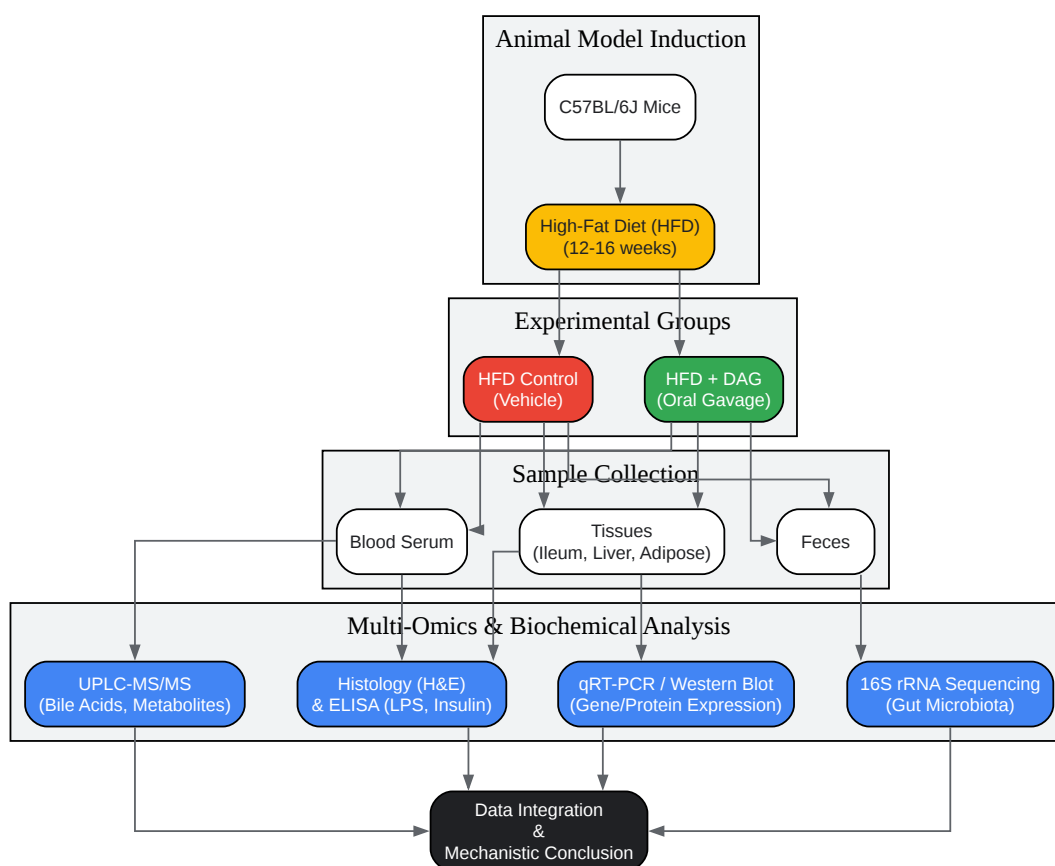 Animal Model Induction
C57BL/6J Mice
High-Fat Diet (HFD)
(12-16 weeks)
Experimental Groups
HFD Control
(Vehicle)
HFD + DAG
(Oral Gavage)
Sample Collection
Blood Serum
Tissues
(Ileum, Liver, Adipose)
Feces
Multi-Omics & Biochemical Analysis
UPLC-MS/MS
(Bile Acids, Metabolites)
Histology (H&E)
& ELISA (LPS, Insulin)
qRT-PCR / Western Blot
(Gene/Protein Expression)
16S rRNA Sequencing
(Gut Microbiota)
Data Integration
&
Mechanistic Conclusion